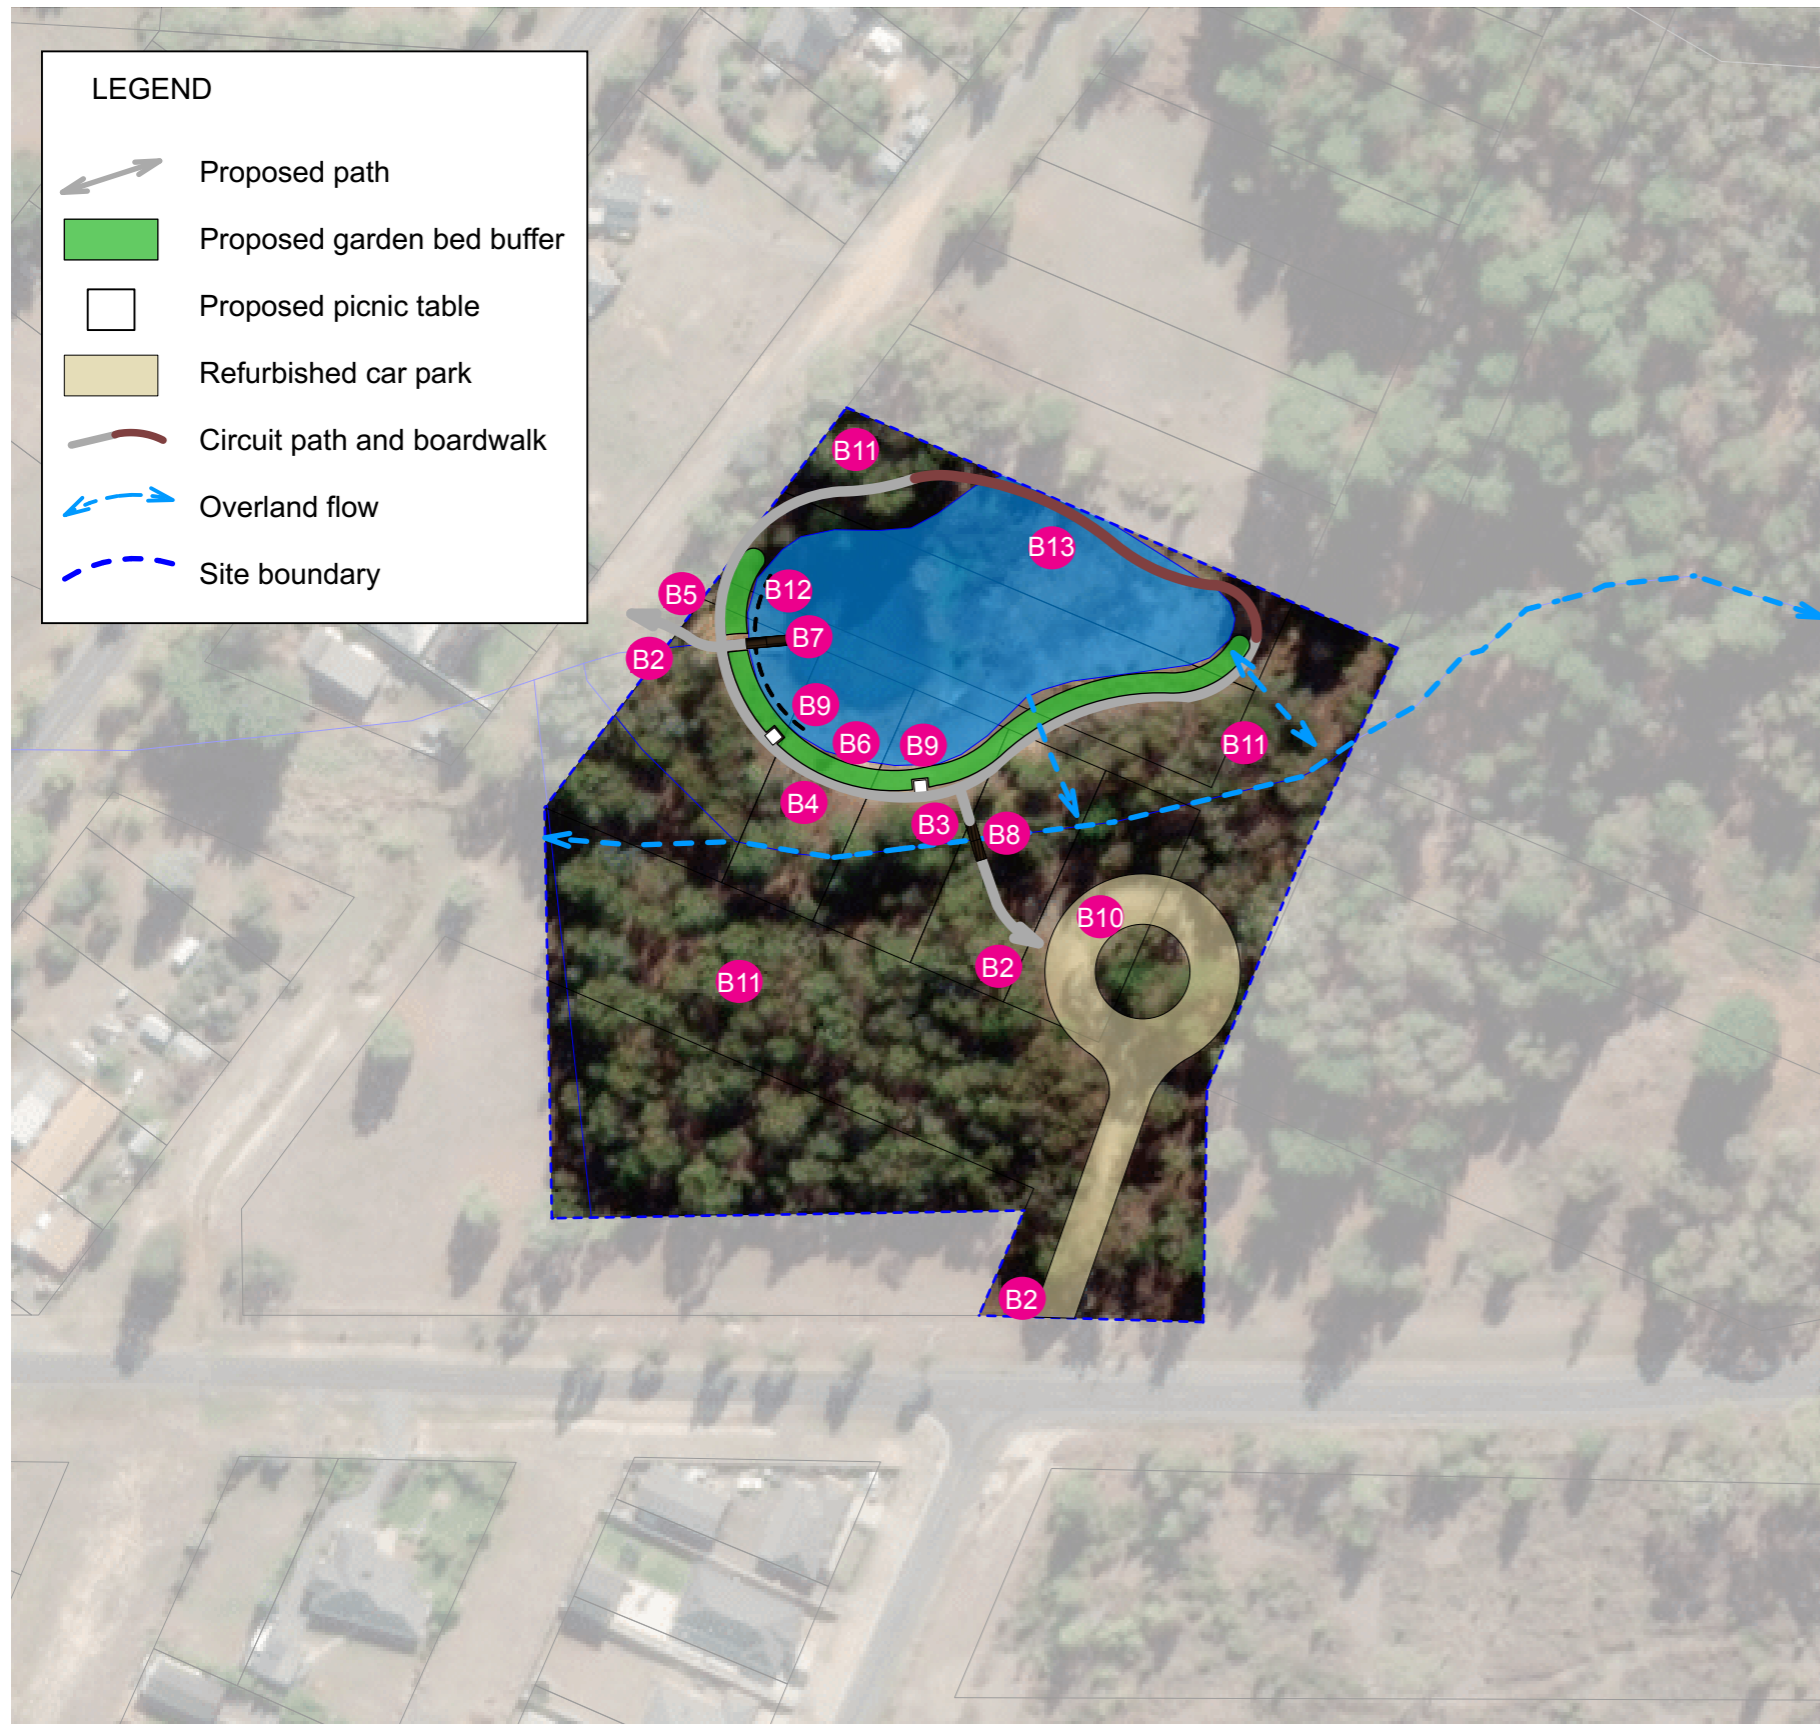 LEGEND
Proposed path
Proposed garden bed buffer
Proposed picnic table
Refurbished car park
Circuit path and boardwalk
Overland flow
Site boundary
B11
B13
B5
B12
B7
B2
B9
B6
B9
B11
B4
B3
B8
B10
B2
B11
B2